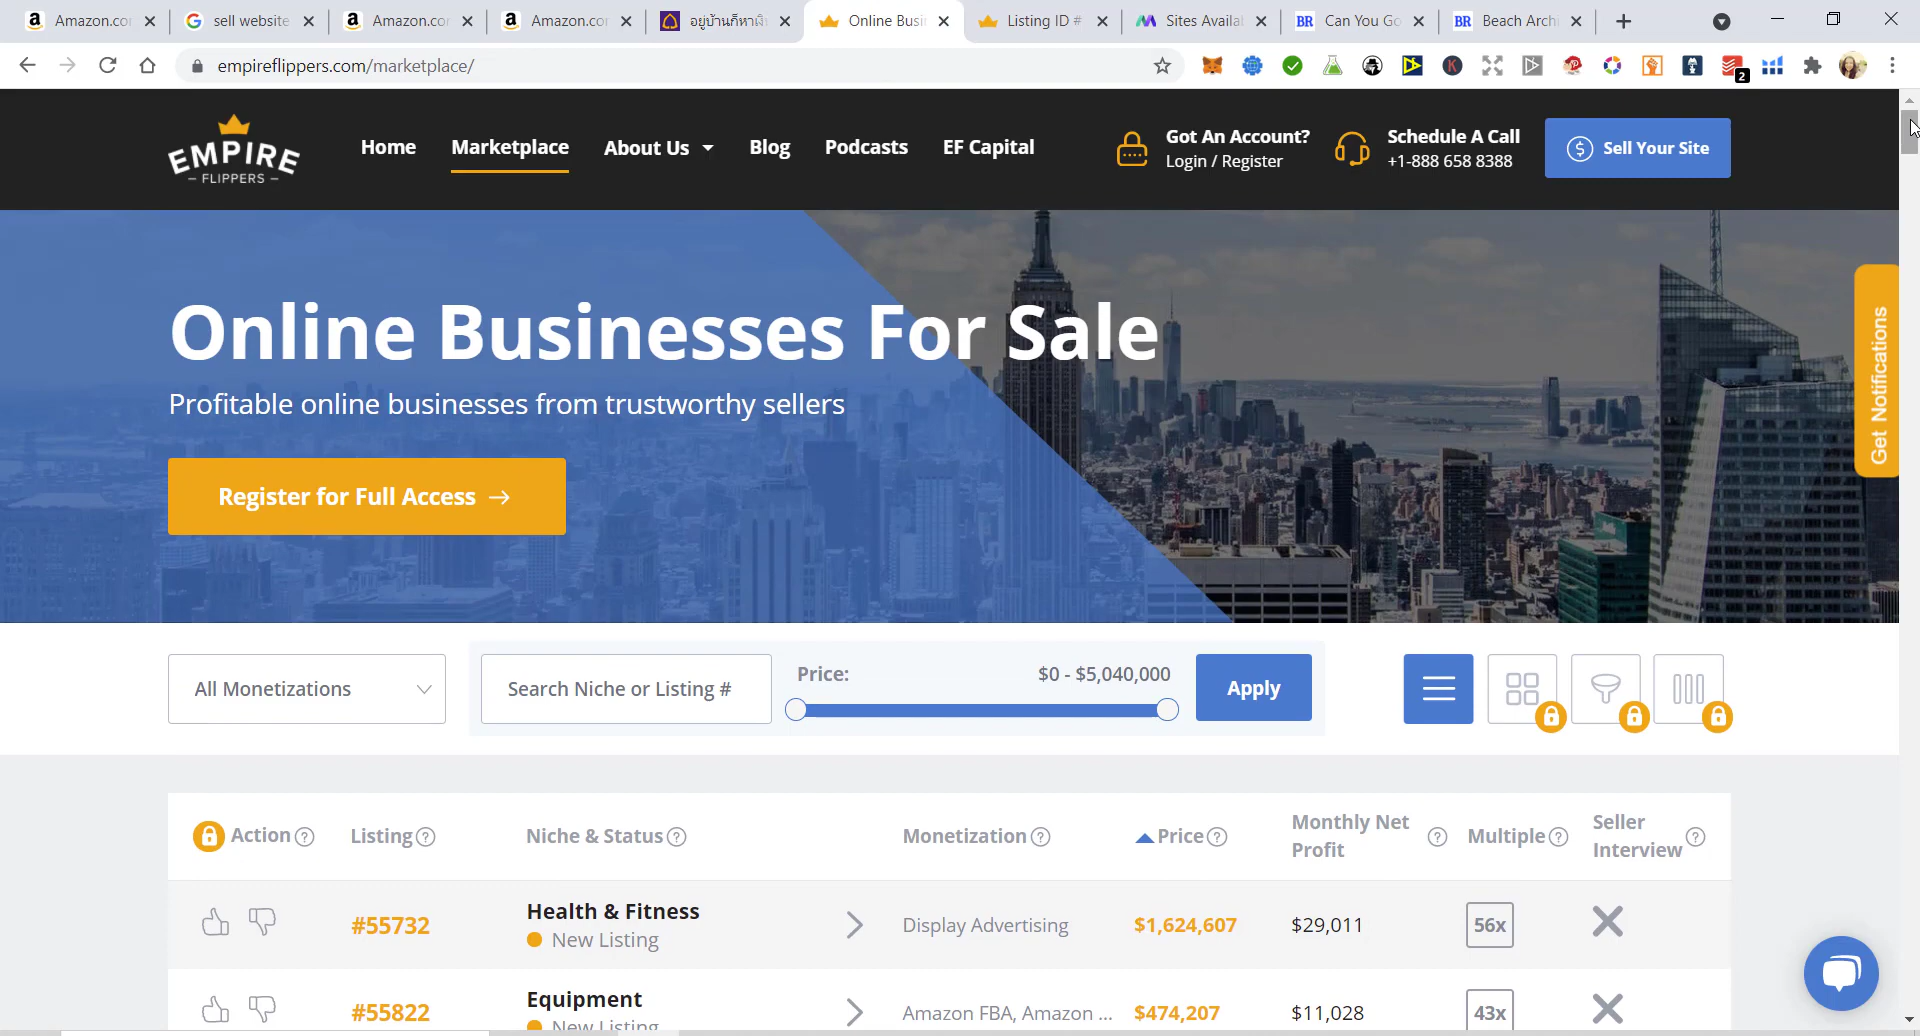 Amazon.co
sell website
Amazon.co
Amazon.co
อยู่บ้านก็หาเงิ
Online Busi
Listing ID #
Sites Availa
Can You Go
Beach Arch
empireflippers.com/marketplace/
2
EMPIRE
– FLIPPERS –
Home
Marketplace
About Us
Blog
Podcasts
EF Capital
Got An Account?
Login / Register
Schedule A Call
+1-888 658 8388
Sell Your Site
Online Businesses For Sale
Profitable online businesses from trustworthy sellers
Register for Full Access →
Get Notifications
All Monetizations
Search Niche or Listing #
Price:
$0 - $5,040,000
Apply
Action
Listing
Niche & Status
Monetization
Price
Monthly Net
Profit
Multiple
Seller
Interview
#55732
Health & Fitness
New Listing
Display Advertising
$1,624,607
$29,011
56x
#55822
Equipment
New Listing
Amazon FBA, Amazon ...
$474,207
$11,028
43x